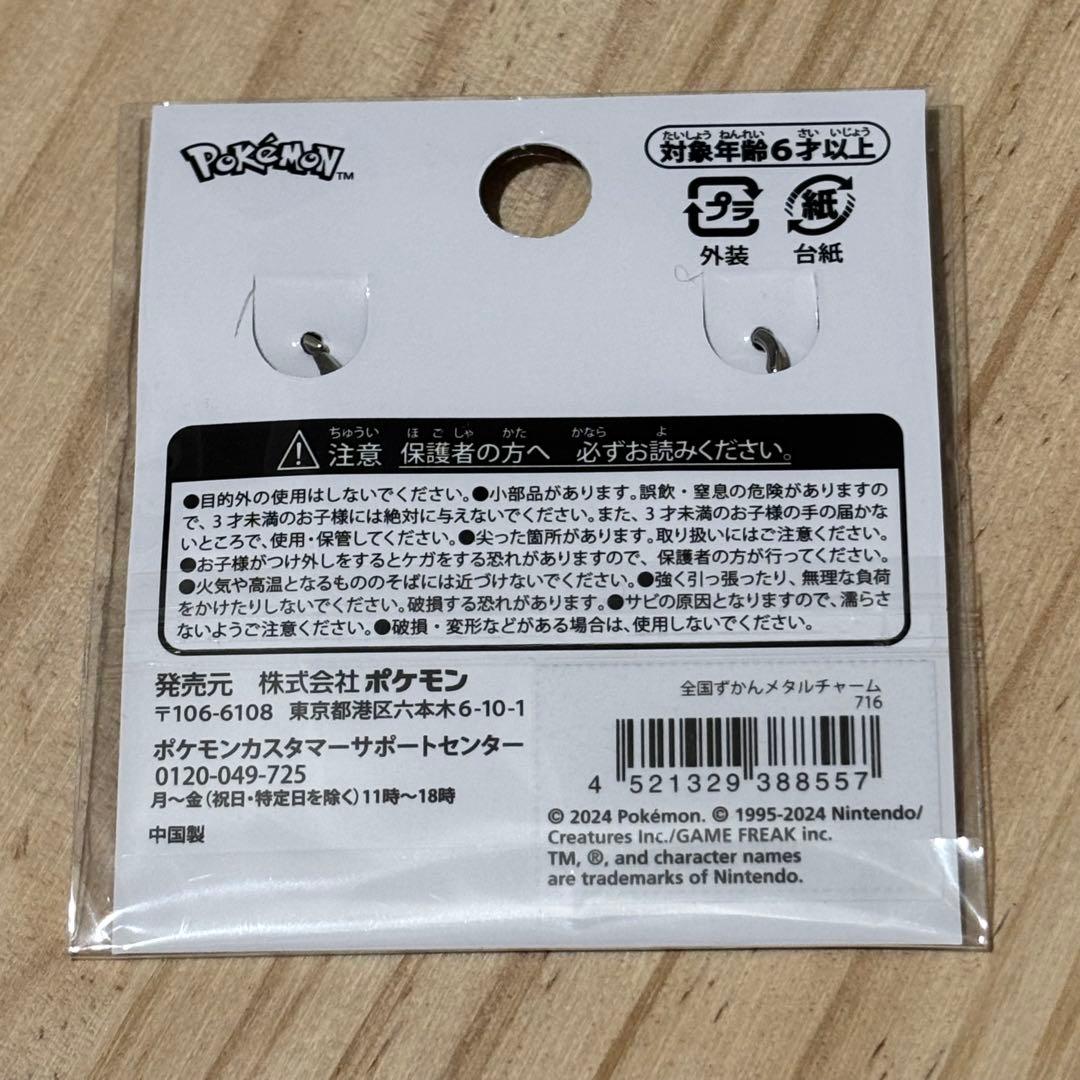 POKéMON™
たいしょう ねんれい さい いじょう
対象年齢6才以上
プラ 紙
外装 台紙
ちゅうい ほごしゃ かた かなら よ
注意 保護者の方へ 必ずお読みください。
●目的外の使用はしないでください。●小部品があります。誤飲・窒息の危険がありますの
で、3才未満のお子様には絶対に与えないでください。また、3才未満のお子様の手の届かな
いところで、使用・保管してください。●尖った箇所があります。取り扱いにはご注意ください。
●お子様がつけ外しをするとケガをする恐れがありますので、保護者の方が行ってください。
●火気や高温となるもののそばには近づけないでください。●強く引っ張ったり、無理な負荷
をかけたりしないでください。破損する恐れがあります。●サビの原因となりますので、濡らさ
ないようご注意ください。●破損・変形などがある場合は、使用しないでください。
発売元 株式会社ポケモン
〒106-6108 東京都港区六本木6-10-1
ポケモンカスタマーサポートセンター
0120-049-725
月～金(祝日・特定日を除く)11時～18時
中国製
全国ずかんメタルチャーム
716
4 521329 388557
© 2024 Pokémon. © 1995-2024 Nintendo/
Creatures Inc./GAME FREAK inc.
TM, ®, and character names
are trademarks of Nintendo.